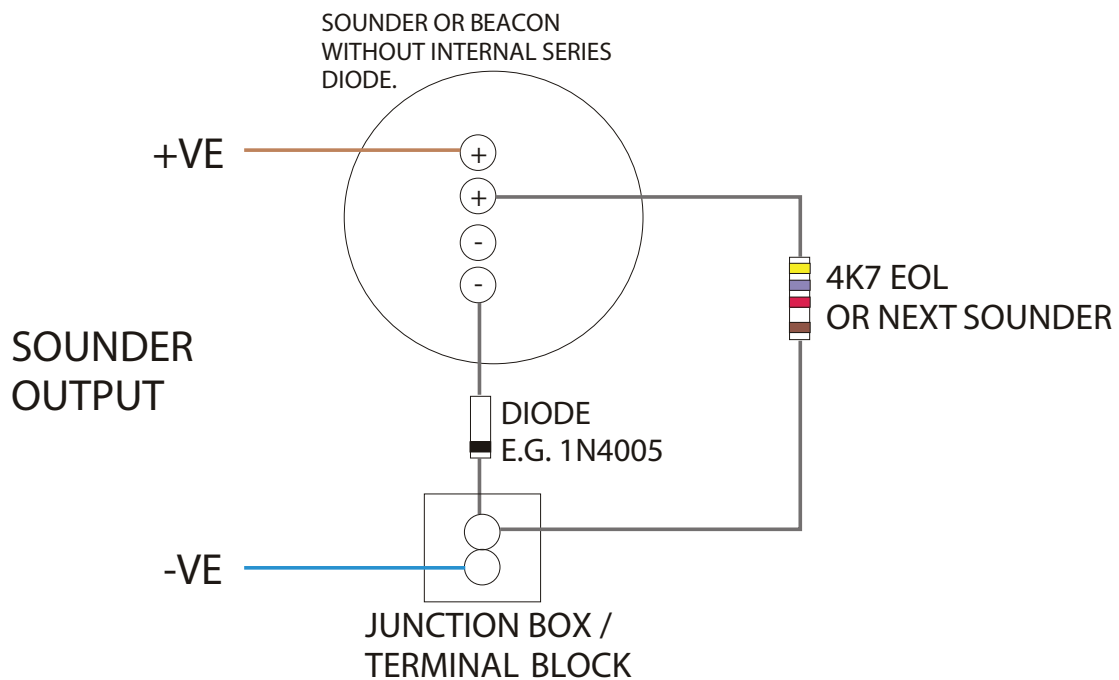 SOUNDER OR BEACON
WITHOUT INTERNAL SERIES
DIODE.
+VE
+
+
-
-
4K7 EOL
OR NEXT SOUNDER
SOUNDER
OUTPUT
DIODE
E.G. 1N4005
-VE
JUNCTION BOX /
TERMINAL BLOCK